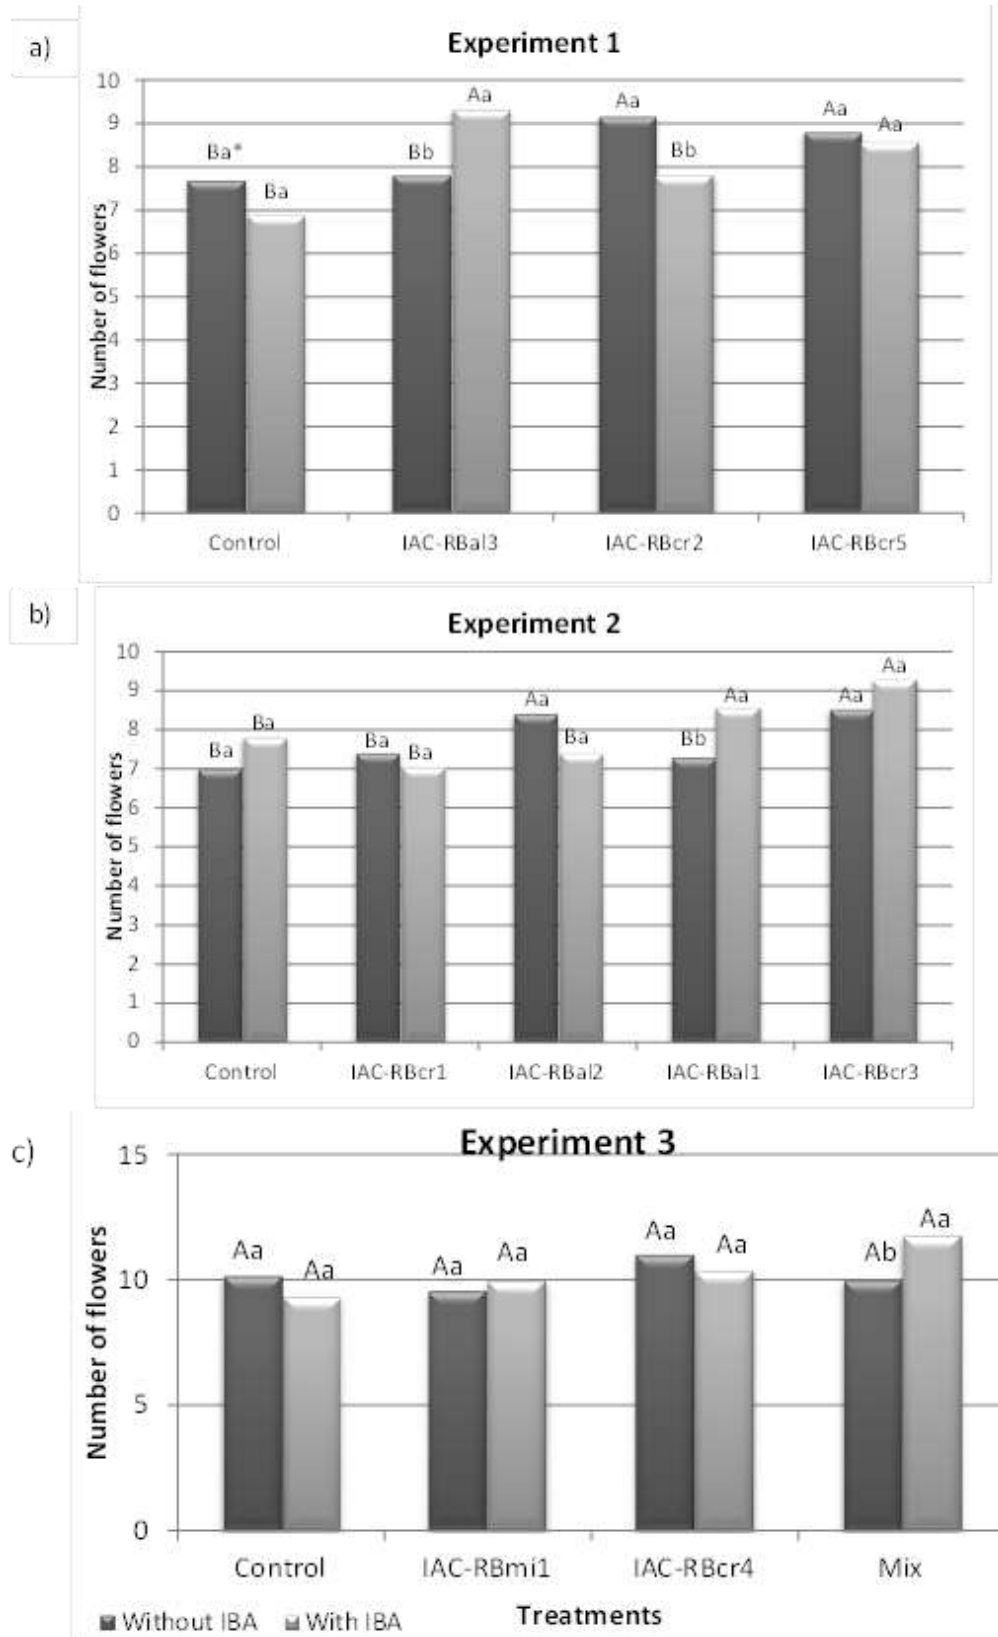 a)
Experiment 1
Number of flowers
10
9
8
7
6
5
4
3
2
1
0
Ba*
Ba
Bb
Aa
Aa
Bb
Aa
Aa
Control IAC-RBal3 IAC-RBcr2 IAC-RBcr5
b)
Experiment 2
Number of flowers
10
9
8
7
6
5
4
3
2
1
0
Ba
Ba
Ba
Ba
Aa
Ba
Bb
Aa
Aa
Aa
Control IAC-RBcr1 IAC-RBal2 IAC-RBal1 IAC-RBcr3
c)
Experiment 3
Number of flowers
15
10
5
0
Aa
Aa
Aa
Aa
Aa
Aa
Ab
Aa
Control IAC-RBmi1 IAC-RBcr4 Mix
Without IBA With IBA
Treatments